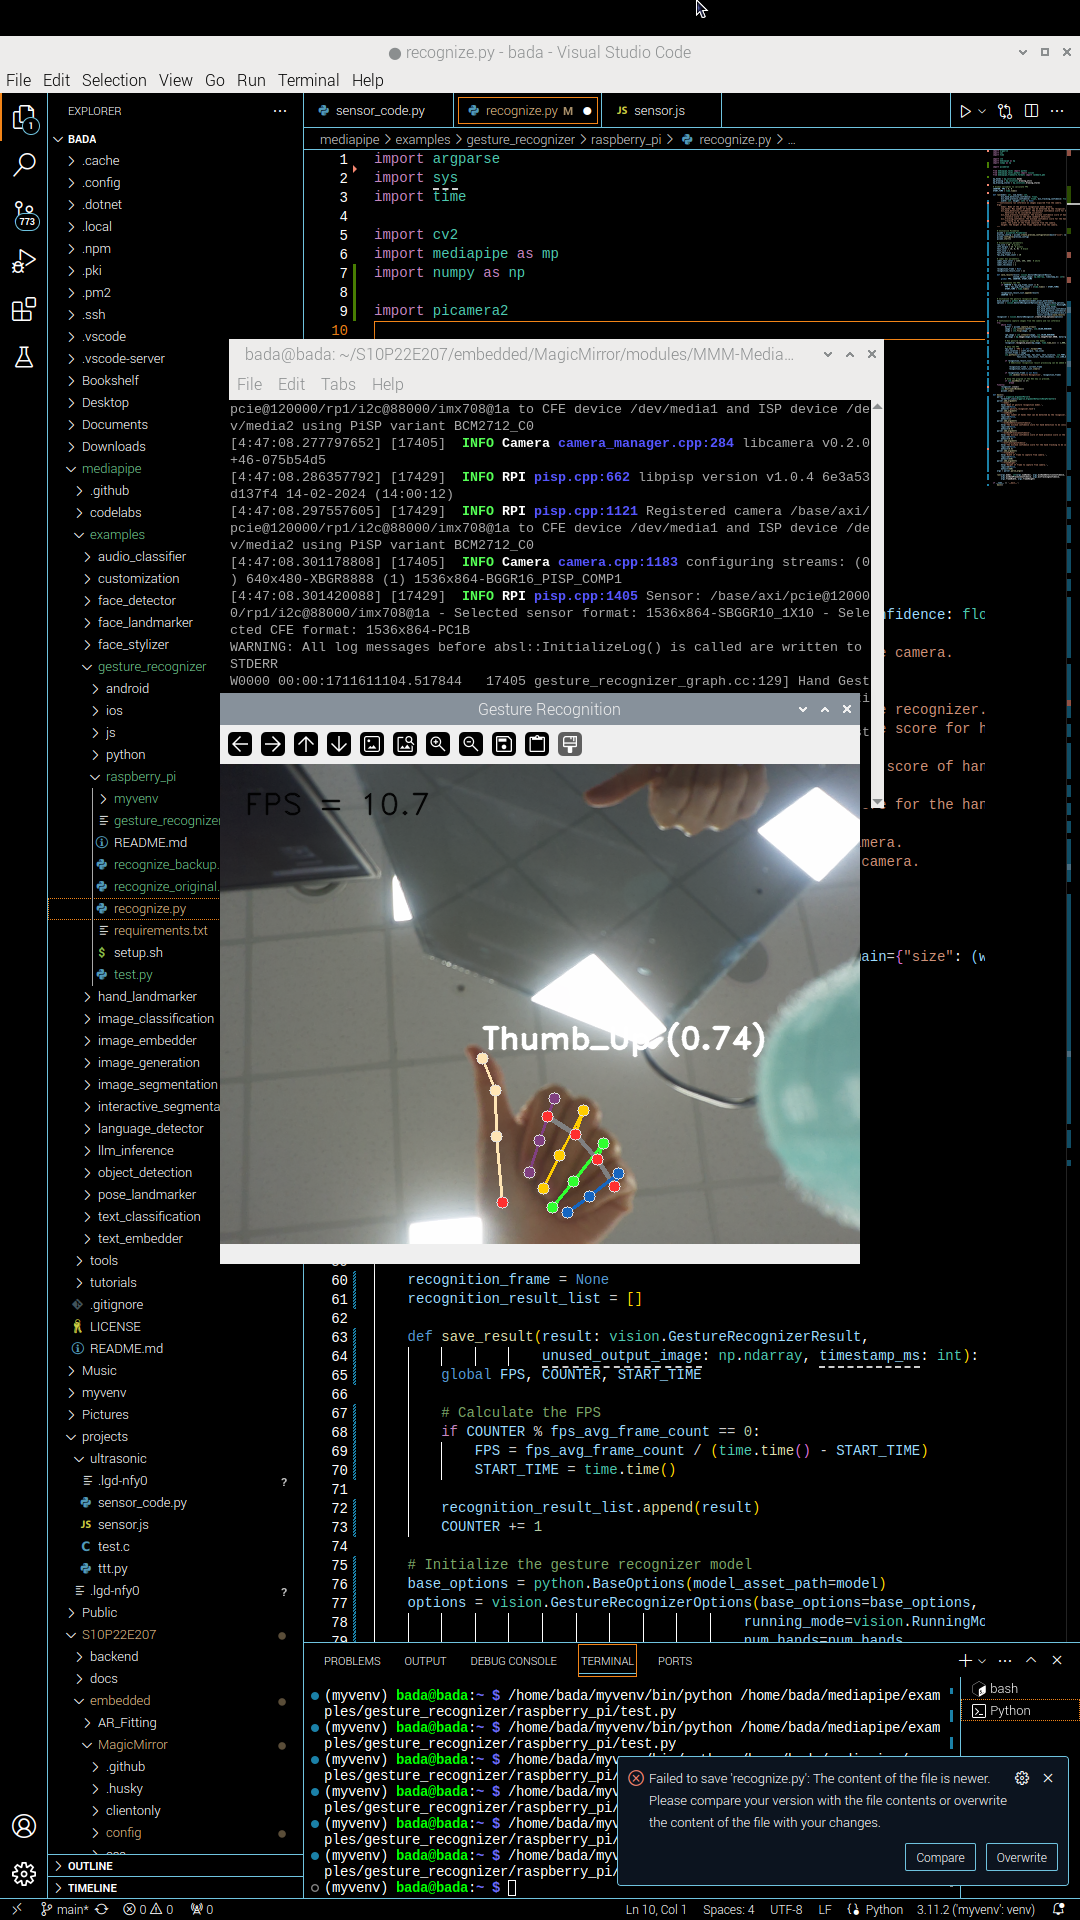 recognize.py - bada - Visual Studio Code
File Edit Selection View Go Run Terminal Help
EXPLORER
sensor_code.py
recognize.py M
JS sensor.js
BADA
mediapipe > examples > gesture_recognizer > raspberry_pi > recognize.py > ...
.cache
.config
.dotnet
.local
.npm
.pki
.pm2
.ssh
.vscode
.vscode-server
Bookshelf
Desktop
Documents
Downloads
mediapipe
.github
codelabs
examples
audio_classifier
customization
face_detector
face_landmarker
face_stylizer
gesture_recognizer
android
ios
js
python
raspberry_pi
myvenv
gesture_recognizer
README.md
recognize_backup.
recognize_original.
recognize.py
requirements.txt
$ setup.sh
test.py
hand_landmarker
image_classification
image_embedder
image_generation
image_segmentation
interactive_segmenta
language_detector
llm_inference
object_detection
pose_landmarker
text_classification
text_embedder
tools
tutorials
.gitignore
LICENSE
README.md
Music
myvenv
Pictures
projects
ultrasonic
.lgd-nfy0 ?
sensor_code.py
JS sensor.js
C test.c
ttt.py
.lgd-nfy0 ?
Public
S10P22E207
backend
docs
embedded
AR_Fitting
MagicMirror
.github
.husky
clientonly
config
OUTLINE
TIMELINE
1
773
1 import argparse
2 import sys
3 import time
4
5 import cv2
6 import mediapipe as mp
7 import numpy as np
8
9 import picamera2
10
bada@bada: ~/S10P22E207/embedded/MagicMirror/modules/MMM-Media...
File Edit Tabs Help
pcie@120000/rp1/i2c@88000/imx708@1a to CFE device /dev/media1 and ISP device /de
v/media2 using PiSP variant BCM2712_C0
[4:47:08.277797652] [17405] INFO Camera camera_manager.cpp:284 libcamera v0.2.0
+46-075b54d5
[4:47:08.286357792] [17429] INFO RPI pisp.cpp:662 libpisp version v1.0.4 6e3a53
d137f4 14-02-2024 (14:00:12)
[4:47:08.297557605] [17429] INFO RPI pisp.cpp:1121 Registered camera /base/axi/
pcie@120000/rp1/i2c@88000/imx708@1a to CFE device /dev/media1 and ISP device /de
v/media2 using PiSP variant BCM2712_C0
[4:47:08.301178808] [17405] INFO Camera camera.cpp:1183 configuring streams: (0
) 640x480-XBGR8888 (1) 1536x864-BGGR16_PISP_COMP1
[4:47:08.301420088] [17429] INFO RPI pisp.cpp:1405 Sensor: /base/axi/pcie@12000
0/rp1/i2c@88000/imx708@1a - Selected sensor format: 1536x864-SBGGR10_1X10 - Sele
cted CFE format: 1536x864-PC1B
WARNING: All log messages before absl::InitializeLog() is called are written to
STDERR
W0000 00:00:1711611104.517844 17405 gesture_recognizer_graph.cc:129] Hand Gest
nfidence: flo
camera.
recognizer.
score for h
score of han
e for the han
mera.
camera.
ain={"size": (w
Gesture Recognition
FPS = 10.7
Thumb_Up (0.74)
60 recognition_frame = None
61 recognition_result_list = []
62
63 def save_result(result: vision.GestureRecognizerResult,
64 unused_output_image: np.ndarray, timestamp_ms: int):
65 global FPS, COUNTER, START_TIME
66
67 # Calculate the FPS
68 if COUNTER % fps_avg_frame_count == 0:
69 FPS = fps_avg_frame_count / (time.time() - START_TIME)
70 START_TIME = time.time()
71
72 recognition_result_list.append(result)
73 COUNTER += 1
74
75 # Initialize the gesture recognizer model
76 base_options = python.BaseOptions(model_asset_path=model)
77 options = vision.GestureRecognizerOptions(base_options=base_options,
78 running_mode=vision.RunningMo
79 num_hands=num_hands
PROBLEMS OUTPUT DEBUG CONSOLE TERMINAL PORTS
bash
Python
(myvenv) bada@bada:~ $ /home/bada/myvenv/bin/python /home/bada/mediapipe/exam
ples/gesture_recognizer/raspberry_pi/test.py
(myvenv) bada@bada:~ $ /home/bada/myvenv/bin/python /home/bada/mediapipe/exam
ples/gesture_recognizer/raspberry_pi/test.py
(myvenv) bada@bada:~ $ /home/bada/
ples/gesture_recognizer/raspberry_pi/
(myvenv) bada@bada:~ $ /home/bada/myv
ples/gesture_recognizer/raspberry_pi/
(myvenv) bada@bada:~ $ /home/bada/myv
ples/gesture_recognizer/raspberry_pi/
(myvenv) bada@bada:~ $ /home/bada/myv
ples/gesture_recognizer/raspberry_pi/
(myvenv) bada@bada:~ $
Failed to save 'recognize.py': The content of the file is newer.
Please compare your version with the file contents or overwrite
the content of the file with your changes.
Compare
Overwrite
main* 0 0 0 Ln 10, Col 1 Spaces: 4 UTF-8 LF Python 3.11.2 ('myvenv': venv)